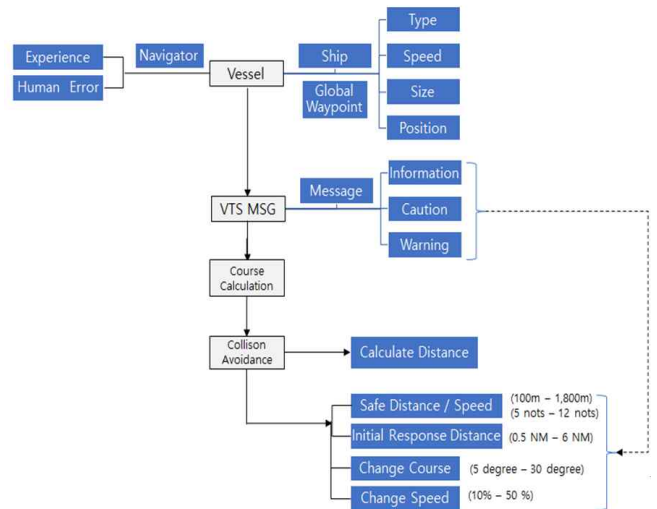 Type
Experience
Navigator
Ship
Speed
Vessel
Human Error
Global
Waypoint
Size
Position
Information
Message
VTS MSG
Caution
Warning
Course
Calculation
Collison
Avoidance
Calculate Distance
Safe Distance / Speed
(100m – 1,800m)
(5 nots – 12 nots)
Initial Response Distance
(0.5 NM – 6 NM)
Change Course
(5 degree – 30 degree)
Change Speed
(10% – 50 %)